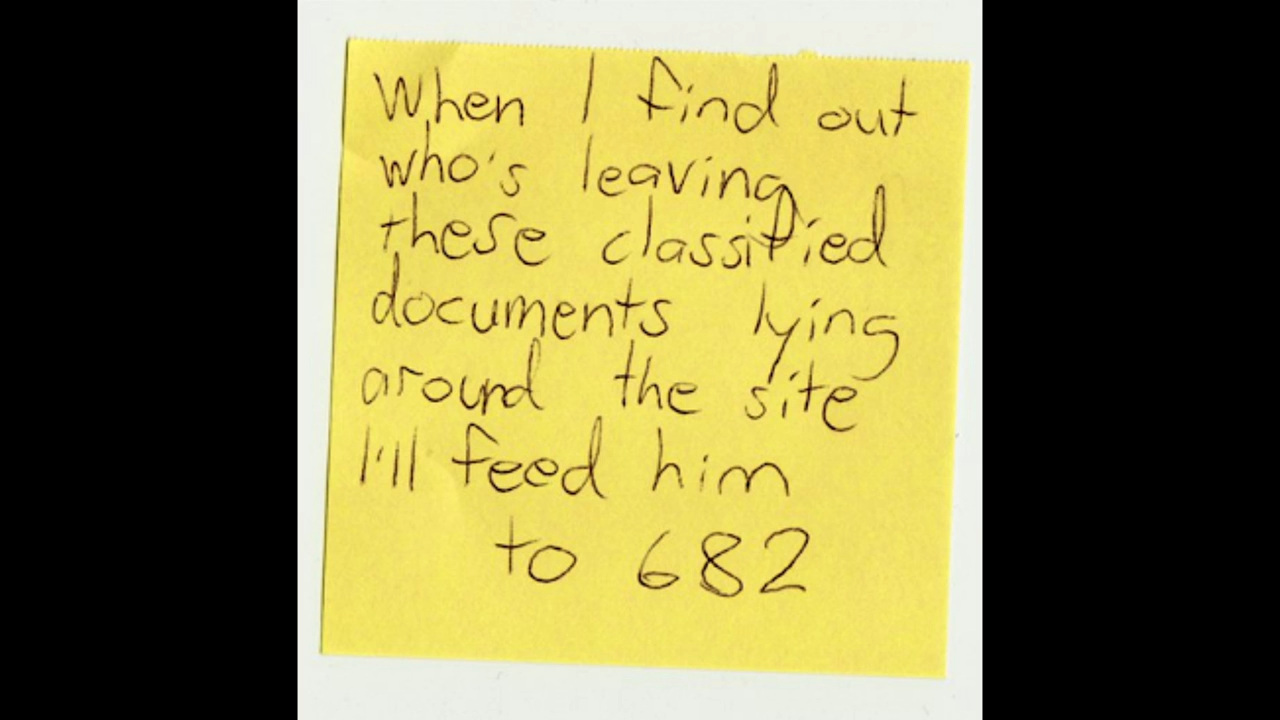 When I find out
who's leaving
these classified
documents lying
around the site
I'll feed him
to 682